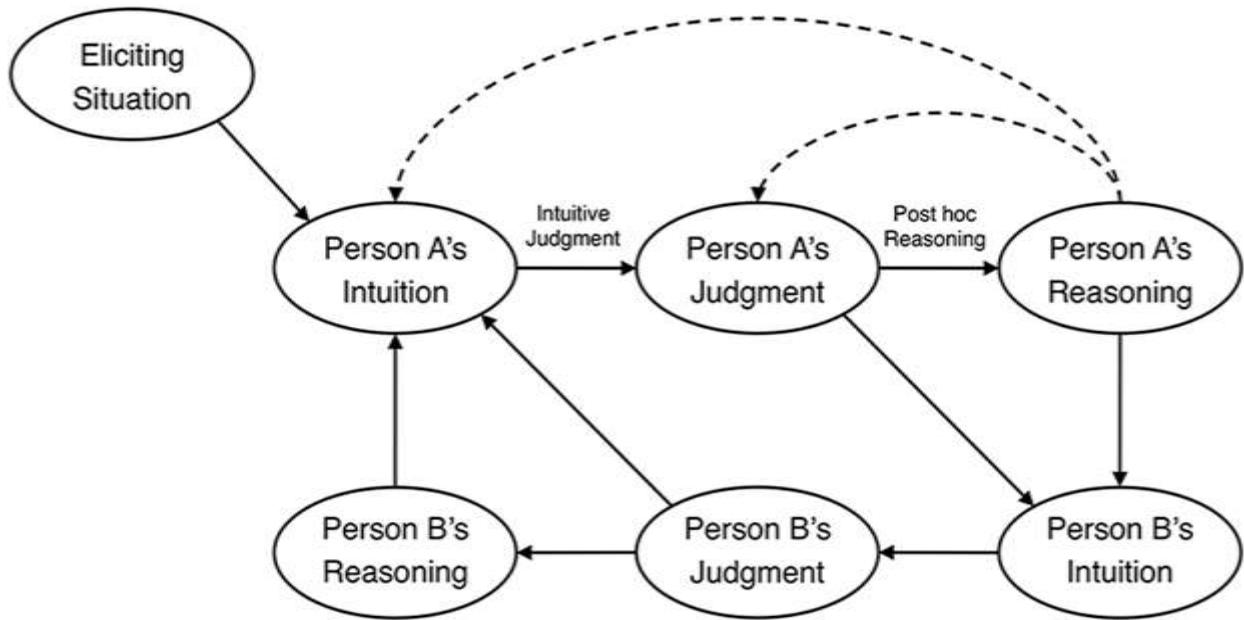 Eliciting
Situation
Person A's
Intuition
Intuitive
Judgment
Person A's
Judgment
Post hoc
Reasoning
Person A's
Reasoning
Person B's
Reasoning
Person B's
Judgment
Person B's
Intuition